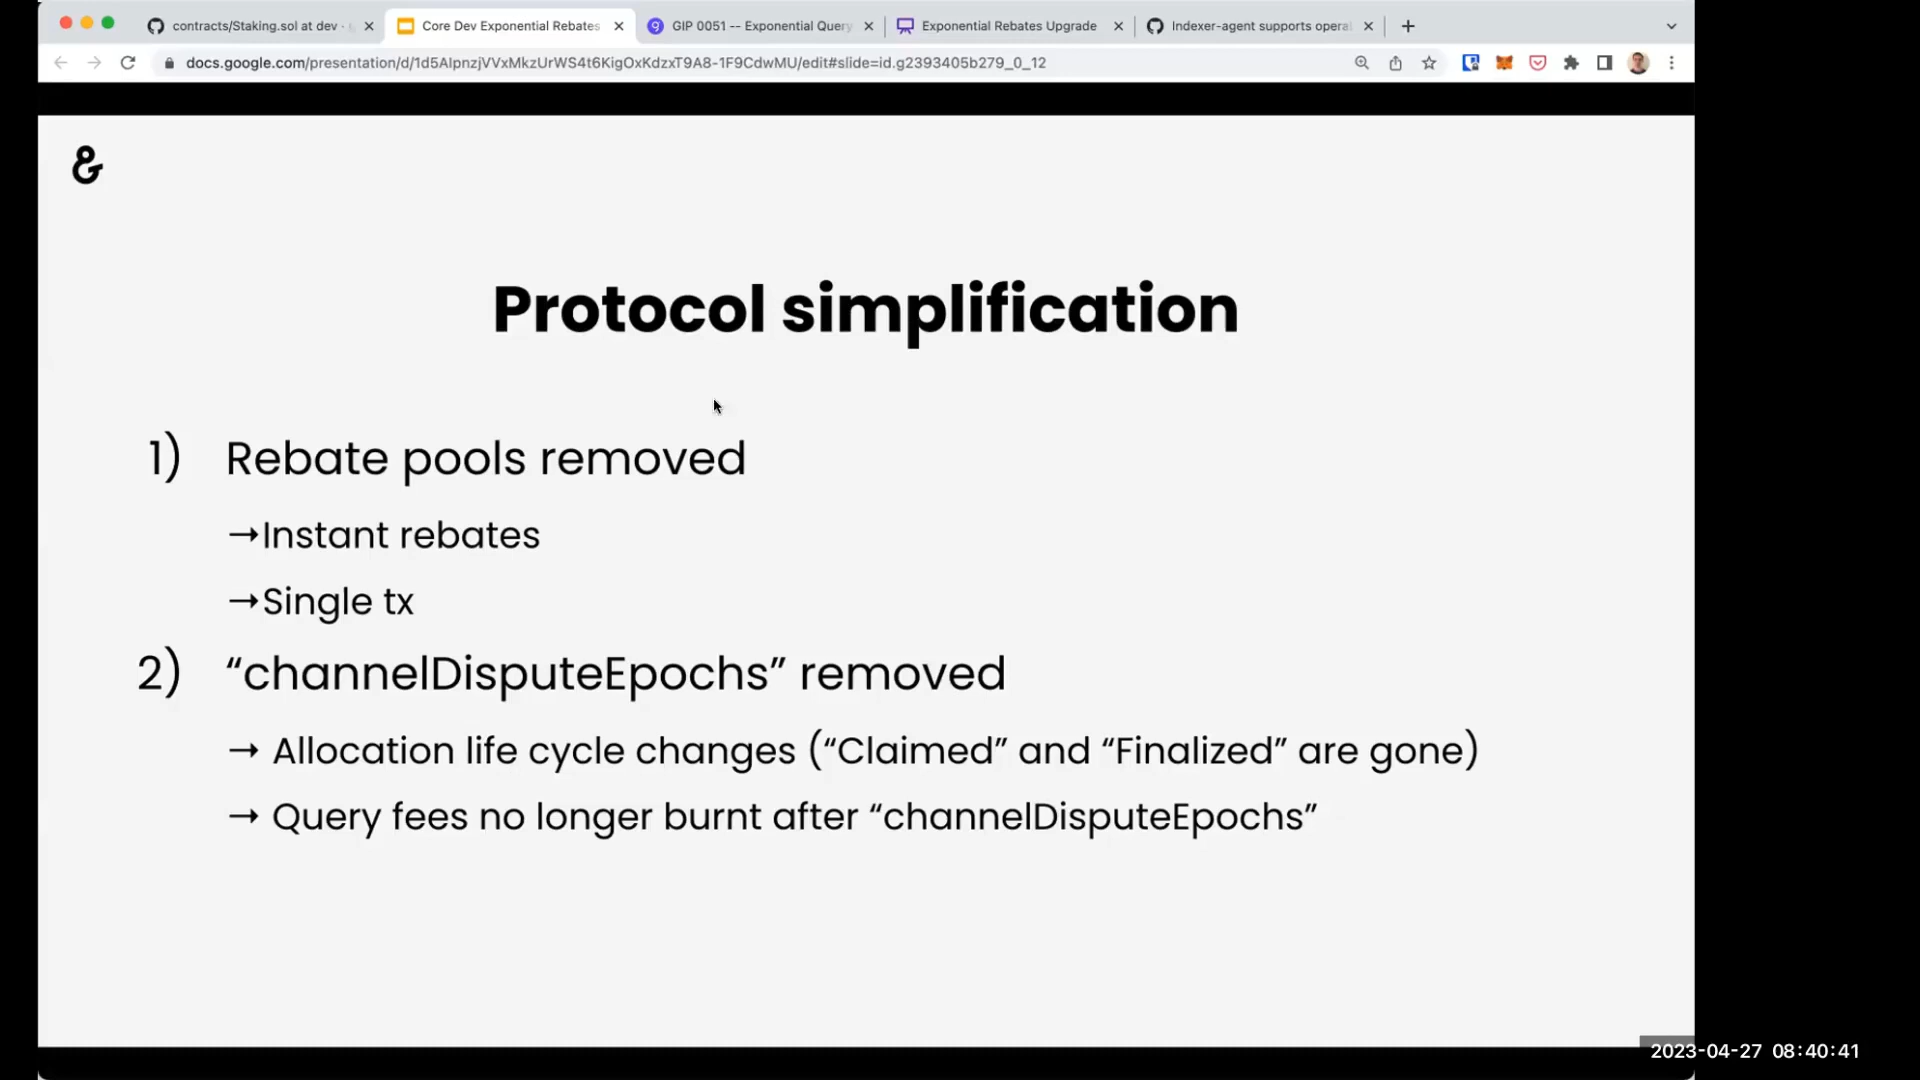 contracts/Staking.sol at dev ·
Core Dev Exponential Rebates
GIP 0051 -- Exponential Query
Exponential Rebates Upgrade
Indexer-agent supports opera
docs.google.com/presentation/d/1d5AlpnzjVVxMkzUrWS4t6KigOxKdzxT9A8-1F9CdwMU/edit#slide=id.g2393405b279_0_12
&
Protocol simplification
1) Rebate pools removed
→Instant rebates
→Single tx
2) “channelDisputeEpochs” removed
→ Allocation life cycle changes (“Claimed” and “Finalized” are gone)
→ Query fees no longer burnt after “channelDisputeEpochs”
2023-04-27 08:40:41